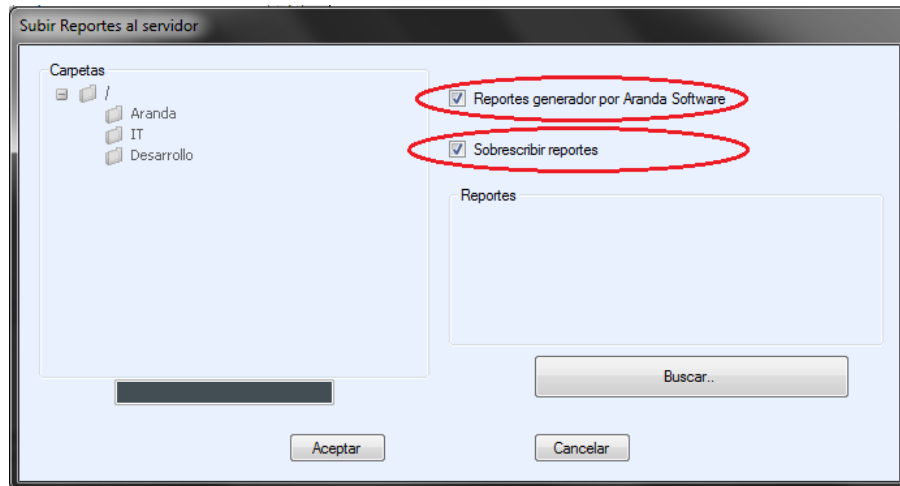 Subir Reportes al servidor
Carpetas
/
Aranda
IT
Desarrollo
Reportes generador por Aranda Software
Sobrescribir reportes
Reportes
Buscar..
Aceptar
Cancelar